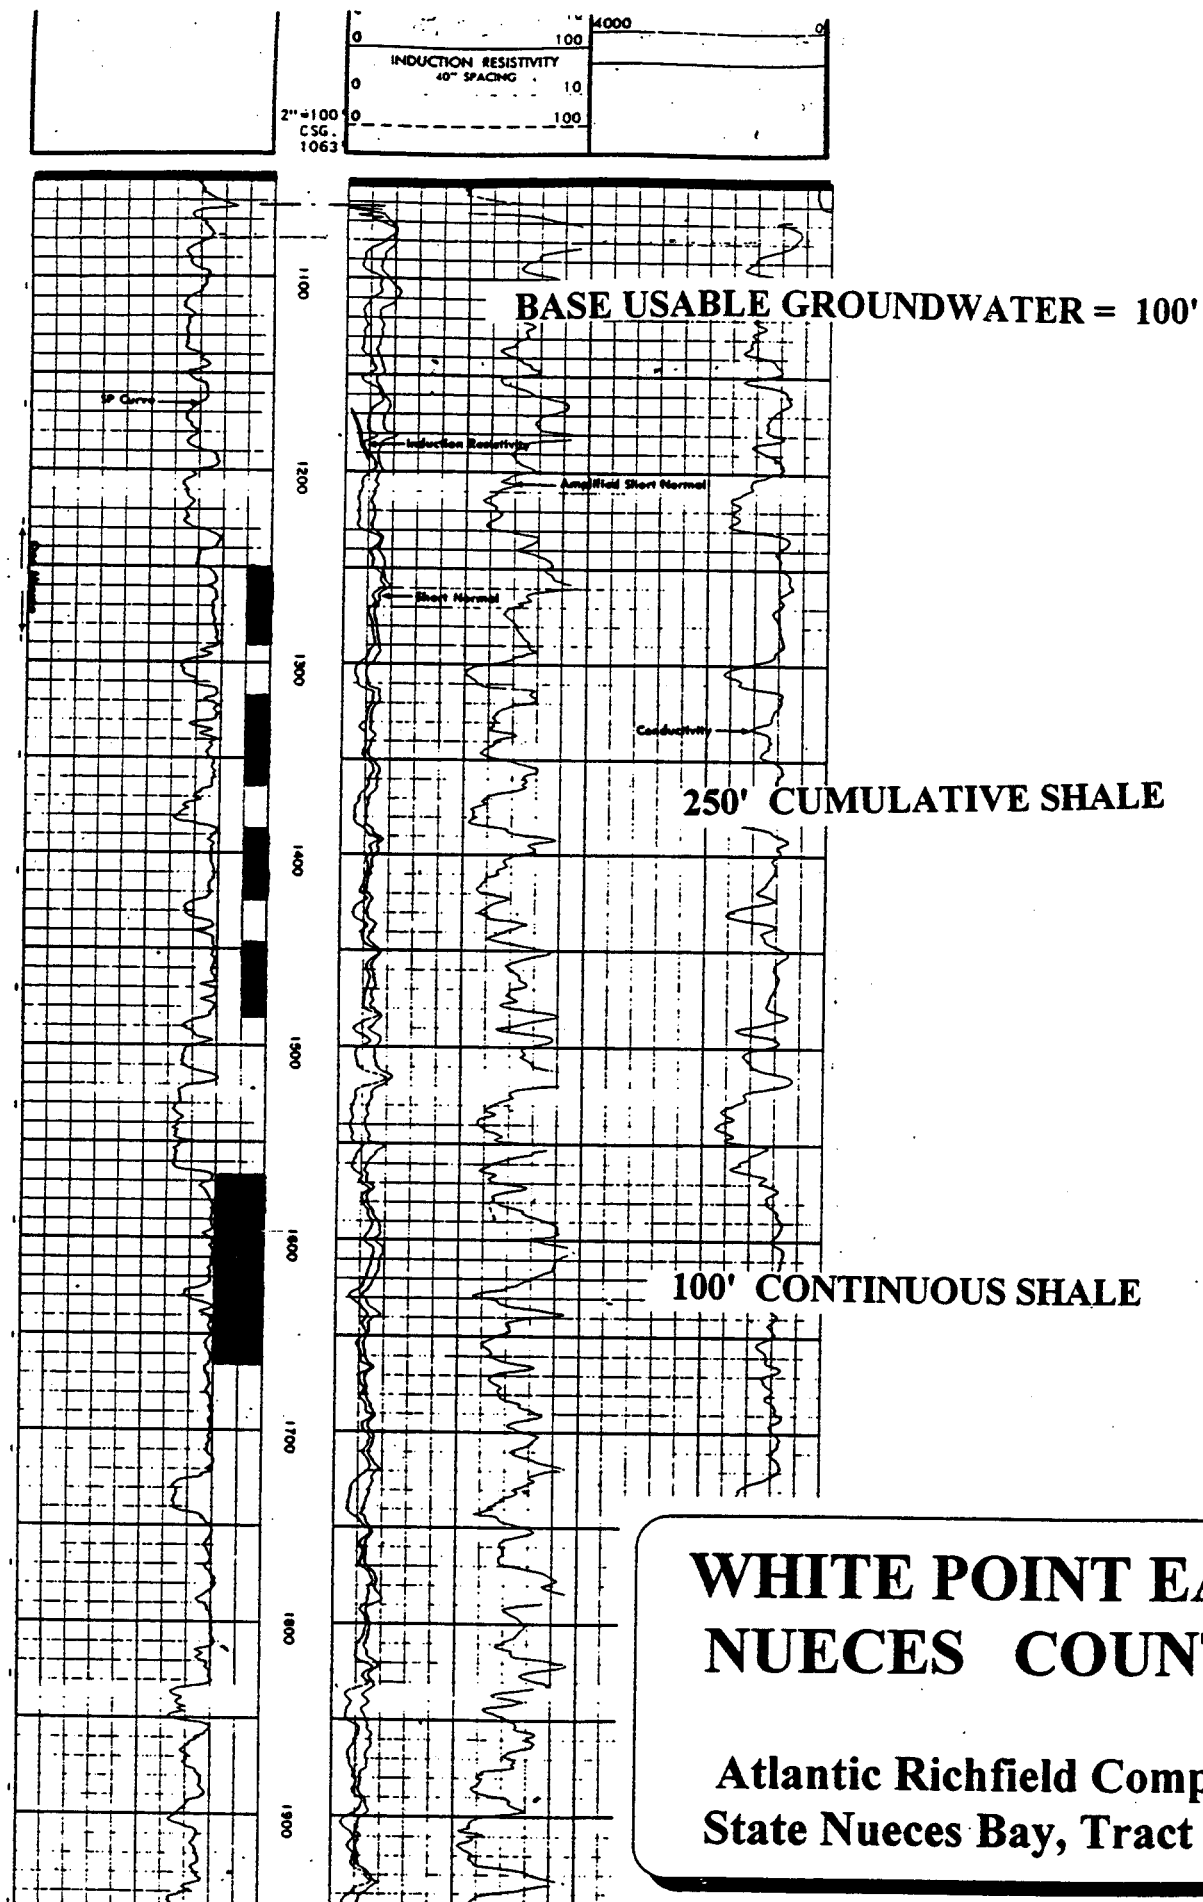 4000 0
0 100
INDUCTION RESISTIVITY
40" SPACING
0 10
2"=100' 0 100
CSG.
1063'
1100
BASE USABLE GROUNDWATER = 100'
SP Curve
Induction Resistivity
1200
Amplified Short Normal
Short Normal
1300
Conductivity
250' CUMULATIVE SHALE
1400
1500
1600
100' CONTINUOUS SHALE
1700
WHITE POINT EA
NUECES COUN
1800
Atlantic Richfield Comp
State Nueces Bay, Tract
1900